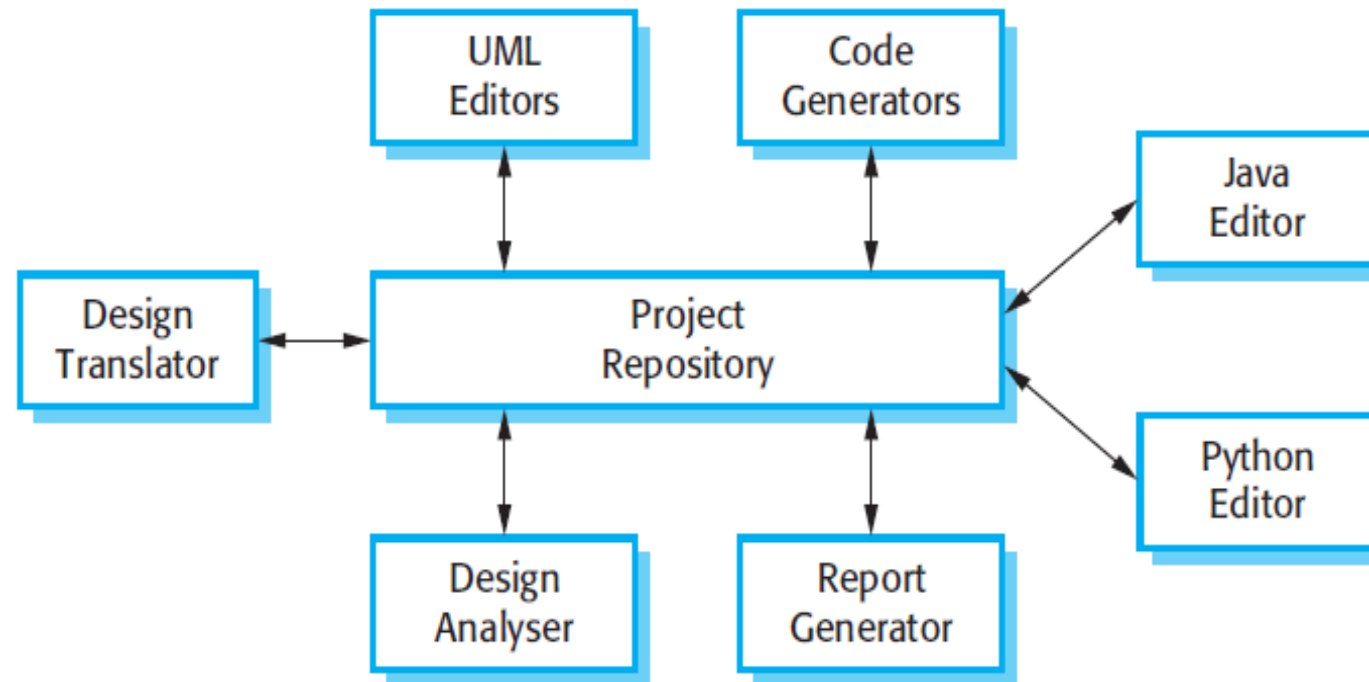 UML
Editors
Code
Generators
Java
Editor
Design
Translator
Project
Repository
Python
Editor
Design
Analyser
Report
Generator